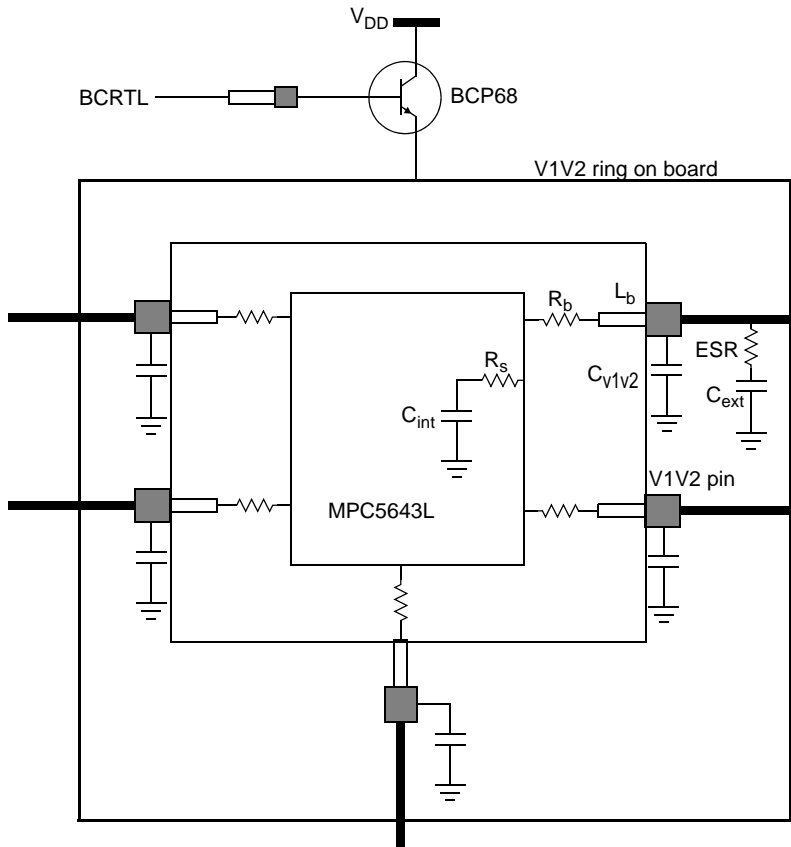 VDD
BCRTL
BCP68
V1V2 ring on board
Rb
Lb
Rs
Cint
CV1V2
ESR
Cext
V1V2 pin
MPC5643L